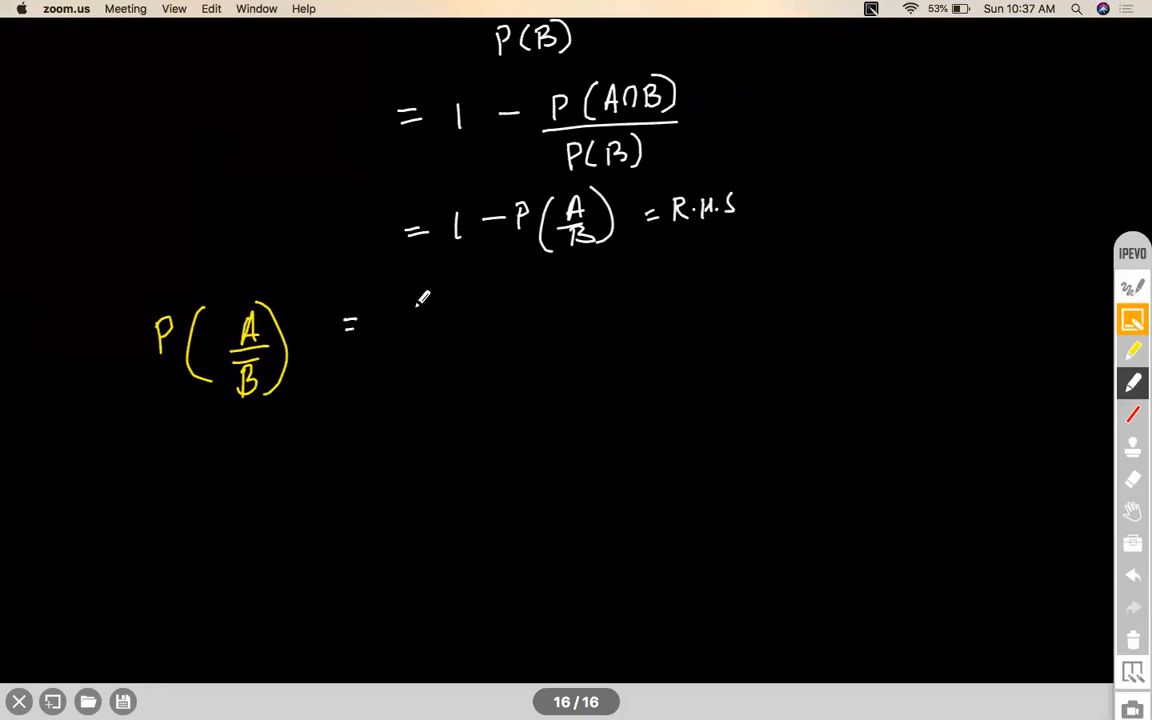 zoom.us Meeting View Edit Window Help 53% Sun 10:37 AM
P(B)
= 1 - P(A∩B)/P(B)
= 1 - P(A/B) = R.H.S
P(A/B̅) =
IPEVO
16/16